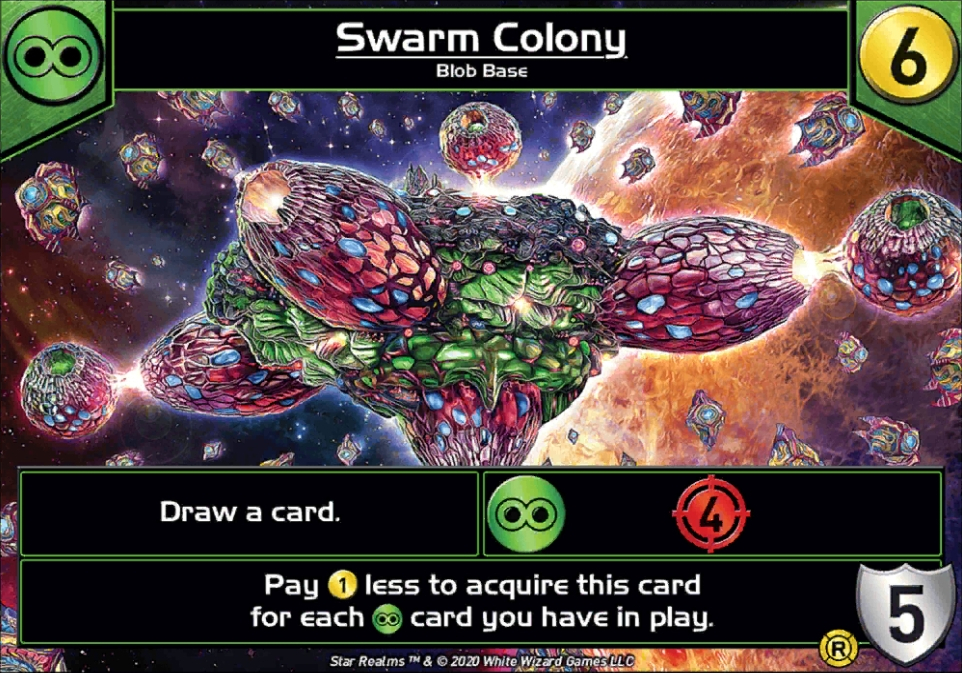 Swarm Colony
Blob Base
6
Draw a card.
4
Pay 1 less to acquire this card
for each card you have in play.
5
R
Star Realms ™ & © 2020 White Wizard Games LLC